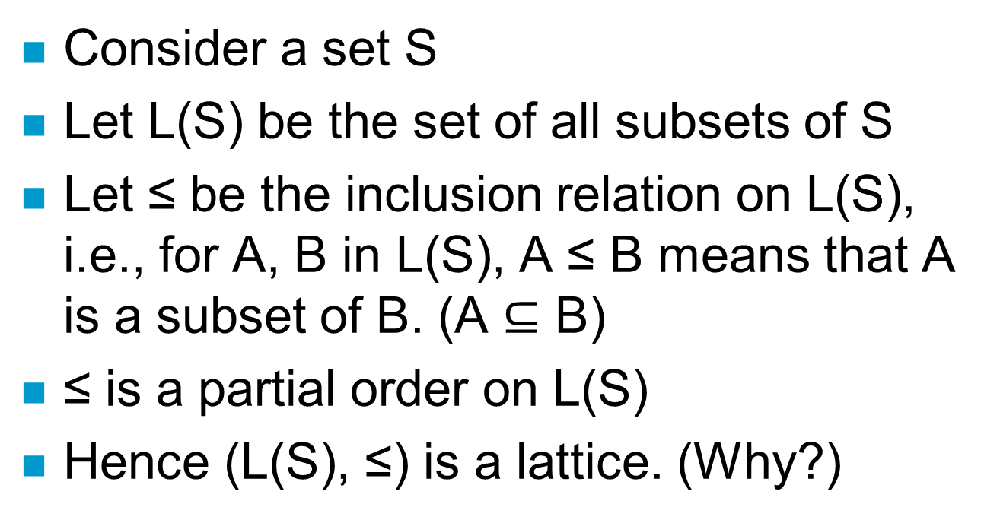 Consider a set S
Let L(S) be the set of all subsets of S
Let ≤ be the inclusion relation on L(S),
i.e., for A, B in L(S), A ≤ B means that A
is a subset of B. (A ⊆ B)
≤ is a partial order on L(S)
Hence (L(S), ≤) is a lattice. (Why?)